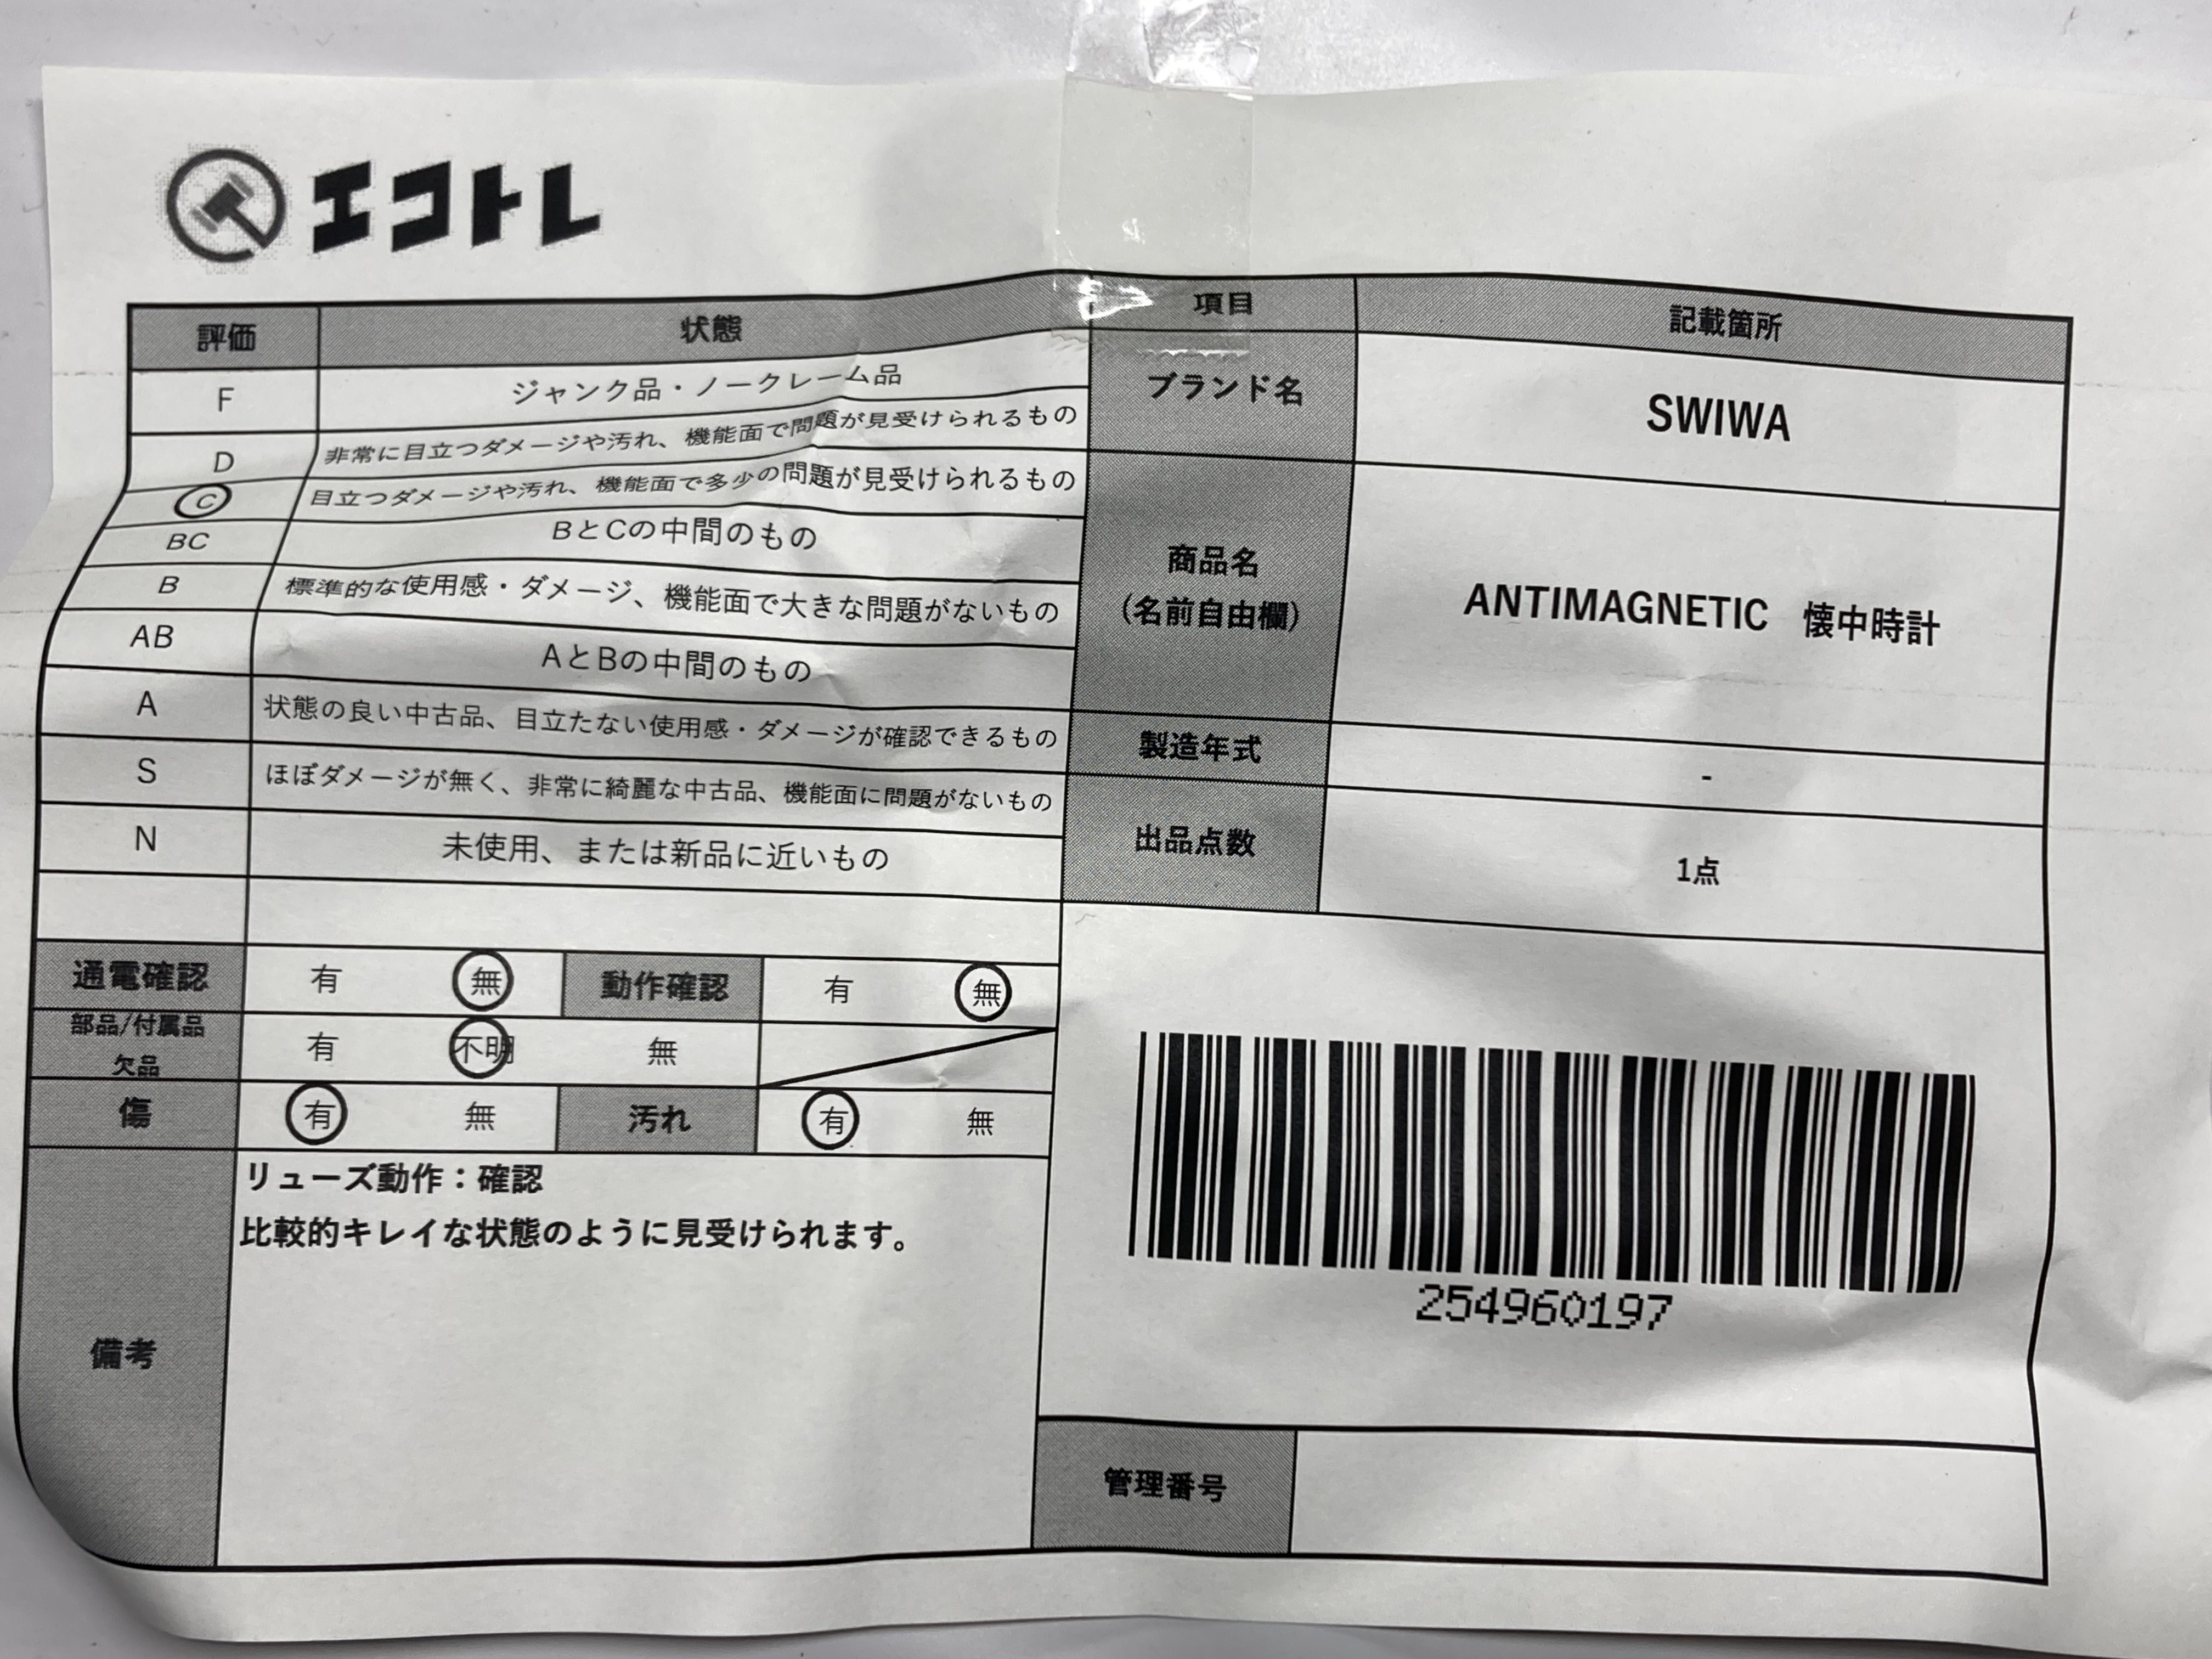 エコトレ
評価 状態
F ジャンク品・ノークレーム品
D 非常に目立つダメージや汚れ、機能面で問題が見受けられるもの
C 目立つダメージや汚れ、機能面で多少の問題が見受けられるもの
BC BとCの中間のもの
B 標準的な使用感・ダメージ、機能面で大きな問題がないもの
AB AとBの中間のもの
A 状態の良い中古品、目立たない使用感・ダメージが確認できるもの
S ほぼダメージが無く、非常に綺麗な中古品、機能面に問題がないもの
N 未使用、または新品に近いもの
通電確認 有 無 動作確認 有 無
部品/付属品
欠品 有 不明 無
傷 有 無 汚れ 有 無
備考
リューズ動作：確認
比較的キレイな状態のように見受けられます。
項目 記載箇所
ブランド名 SWIWA
商品名
(名前自由欄) ANTIMAGNETIC 懐中時計
製造年式 -
出品点数 1点
254960197
管理番号